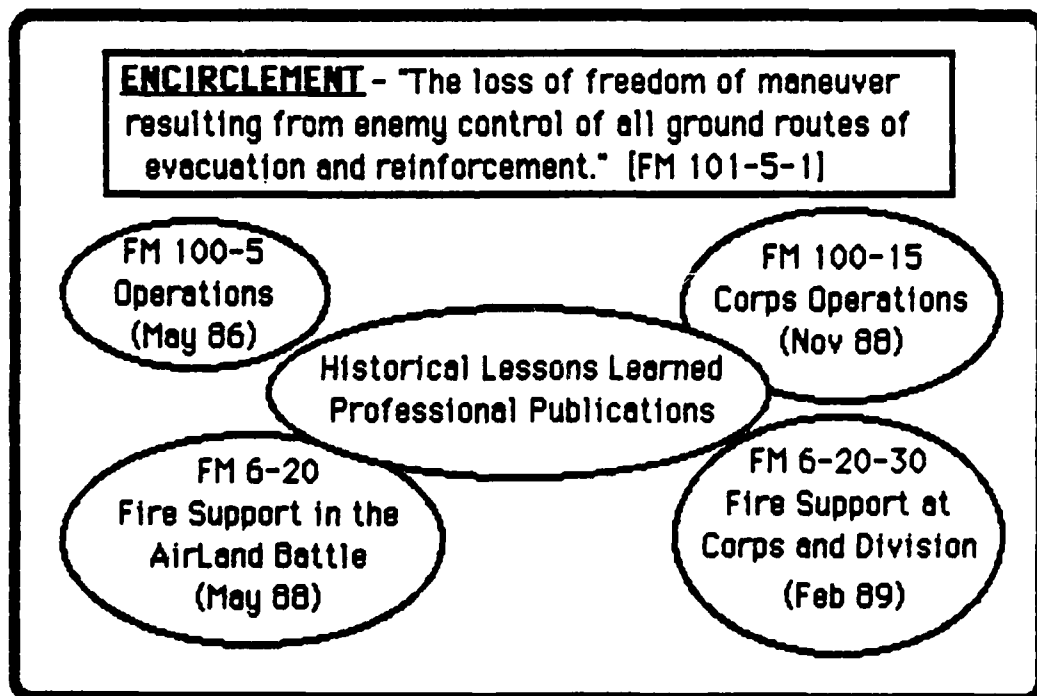 ENCIRCLEMENT - "The loss of freedom of maneuver
resulting from enemy control of all ground routes of
evacuation and reinforcement." [FM 101-5-1]
FM 100-5
Operations
(May 86)
FM 100-15
Corps Operations
(Nov 88)
Historical Lessons Learned
Professional Publications
FM 6-20
Fire Support in the
AirLand Battle
(May 88)
FM 6-20-30
Fire Support at
Corps and Division
(Feb 89)